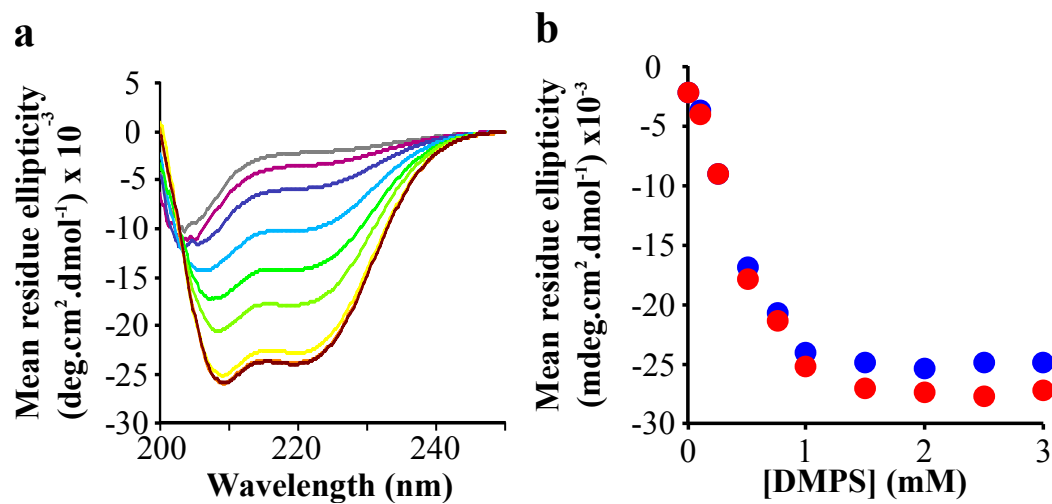 a
Mean residue ellipticity
(deg.cm².dmol⁻¹) x 10⁻³
5
0
-5
-10
-15
-20
-25
-30
200
220
240
Wavelength (nm)
b
Mean residue ellipticity
(mdeg.cm².dmol⁻¹) x10⁻³
0
-5
-10
-15
-20
-25
-30
0
1
2
3
[DMPS] (mM)